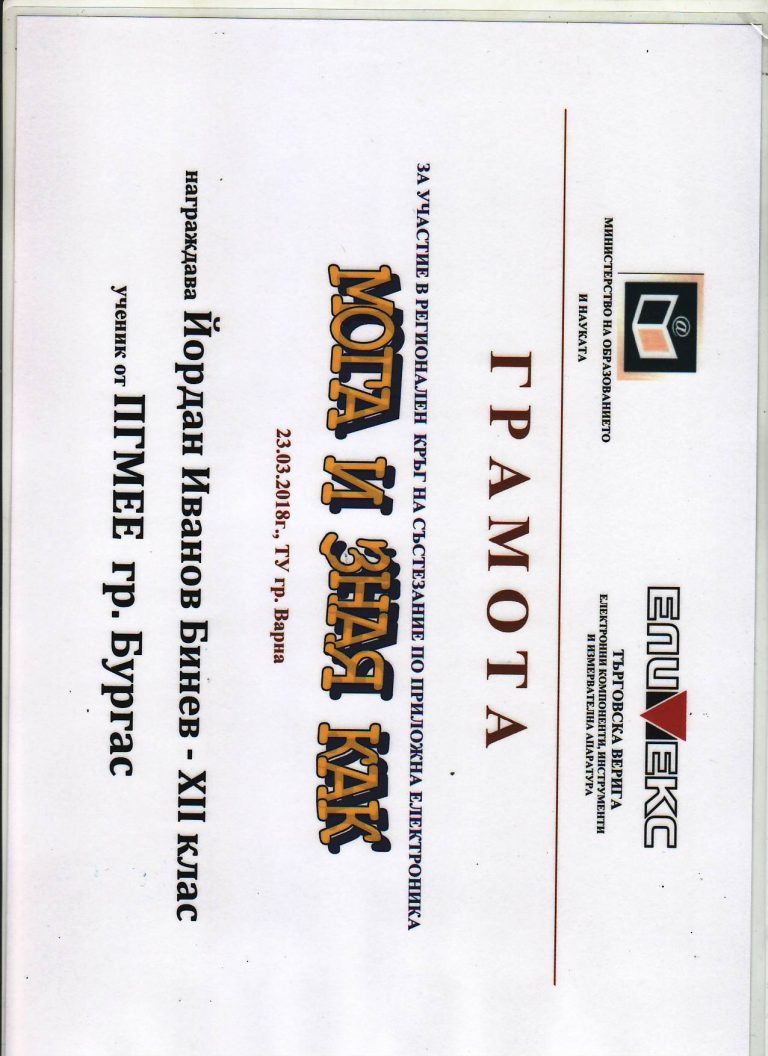 МИНИСТЕРСТВО НА ОБРАЗОВАНИЕТО
И НАУКАТА
ЕЛИМЕКС
ТЪРГОВСКА ВЕРИГА
ЕЛЕКТРОННИ КОМПОНЕНТИ, ИНСТРУМЕНТИ
И ИЗМЕРВАТЕЛНА АПАРАТУРА
ГРАМОТА
ЗА УЧАСТИЕ В РЕГИОНАЛЕН КРЪГ НА СЪСТЕЗАНИЕ ПО ПРИЛОЖНА ЕЛЕКТРОНИКА
МОГА И ЗНАЯ КАК
23.03.2018г., ТУ гр. Варна
награждава Йордан Иванов Бинев - XII клас
ученик от ПГМЕЕ гр. Бургас